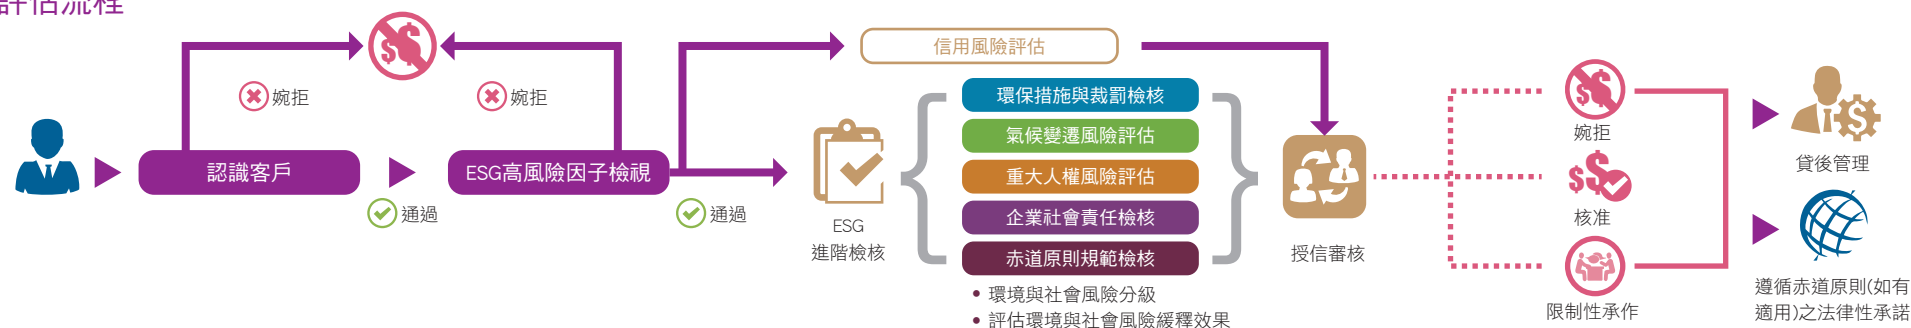 評估流程
婉拒
婉拒
認識客戶
通過
ESG高風險因子檢視
通過
信用風險評估
ESG
進階檢核
環保措施與裁罰檢核
氣候變遷風險評估
重大人權風險評估
企業社會責任檢核
赤道原則規範檢核
• 環境與社會風險分級
• 評估環境與社會風險緩釋效果
授信審核
婉拒
核准
限制性承作
貸後管理
遵循赤道原則(如有
適用)之法律性承諾